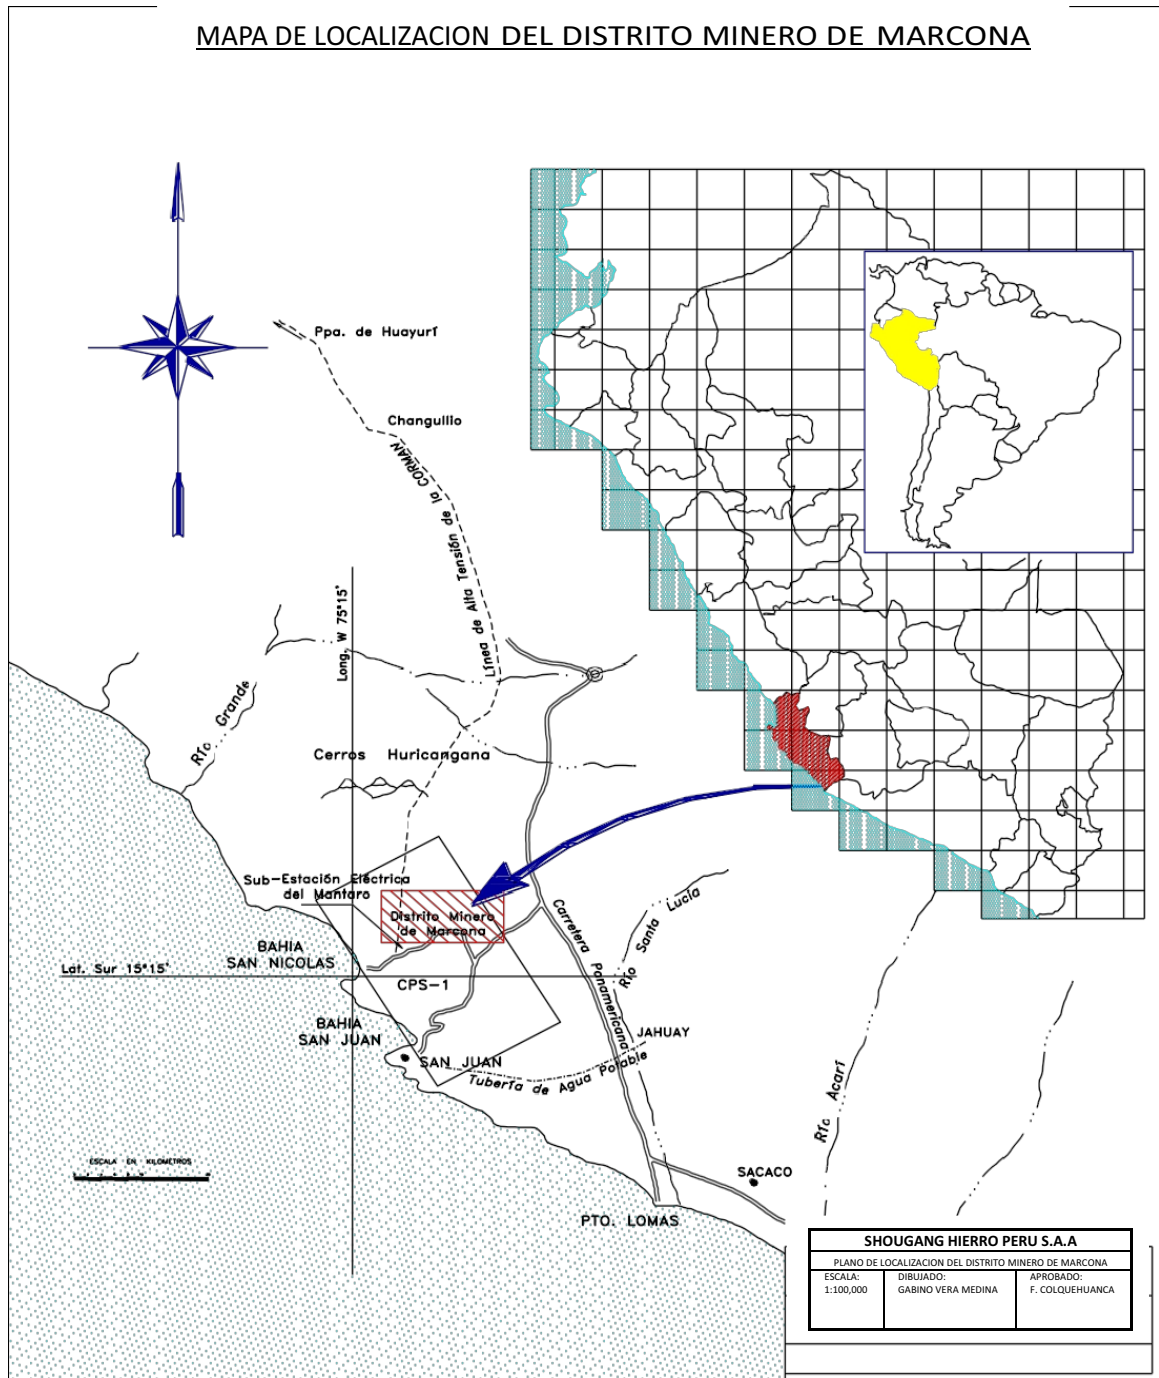 MAPA DE LOCALIZACION DEL DISTRITO MINERO DE MARCONA
Ppa. de Huayurí
Changuillo
Línea de Alta Tensión de la CORMAN
Long. W 75°15'
Río Grande
Cerros Huricangana
Sub-Estación Eléctrica
del Mantaro
Distrito Minero
de Marcona
BAHIA
SAN NICOLAS
Lat. Sur 15°15'
CPS-1
Carretera Panamericana
Río Santa Lucía
BAHIA
SAN JUAN
SAN JUAN
JAHUAY
Tubería de Agua Potable
Río Acarí
ESCALA EN KILOMETROS
SACACO
PTO. LOMAS
SHOUGANG HIERRO PERU S.A.A
PLANO DE LOCALIZACION DEL DISTRITO MINERO DE MARCONA
ESCALA: DIBUJADO: APROBADO:
1:100,000 GABINO VERA MEDINA F. COLQUEHUANCA